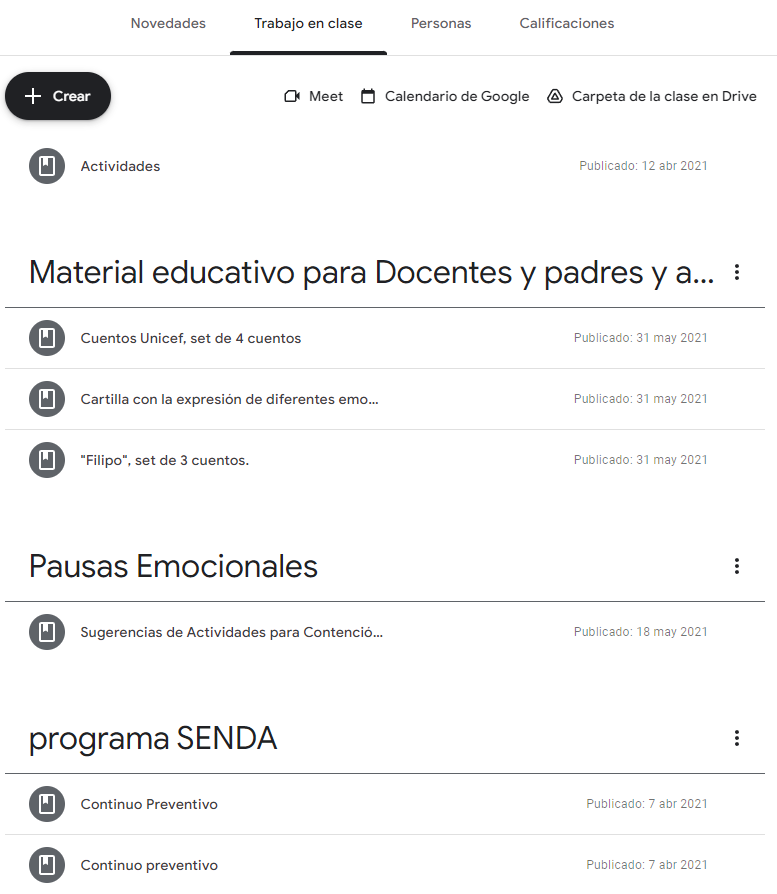 Novedades Trabajo en clase Personas Calificaciones
Crear Meet Calendario de Google Carpeta de la clase en Drive
Actividades Publicado: 12 abr 2021
Material educativo para Docentes y padres y a...
Cuentos Unicef, set de 4 cuentos Publicado: 31 may 2021
Cartilla con la expresión de diferentes emo... Publicado: 31 may 2021
"Filipo", set de 3 cuentos. Publicado: 31 may 2021
Pausas Emocionales
Sugerencias de Actividades para Contenció... Publicado: 18 may 2021
programa SENDA
Continuo Preventivo Publicado: 7 abr 2021
Continuo preventivo Publicado: 7 abr 2021